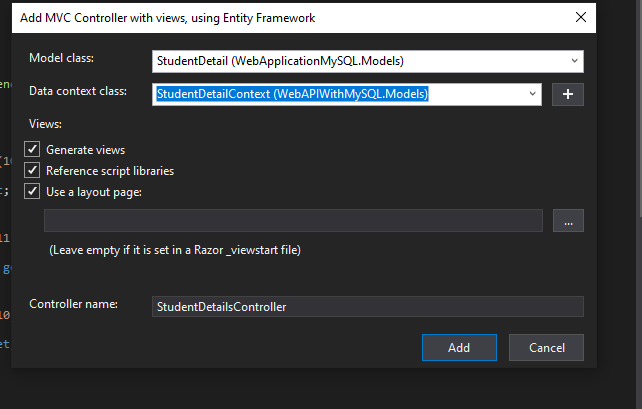 Add MVC Controller with views, using Entity Framework
Model class:
StudentDetail (WebApplicationMySQL.Models)
Data context class:
StudentDetailContext (WebAPIWithMySQL.Models)
Views:
Generate views
Reference script libraries
Use a layout page:
...
(Leave empty if it is set in a Razor _viewstart file)
Controller name:
StudentDetailsController
Add
Cancel